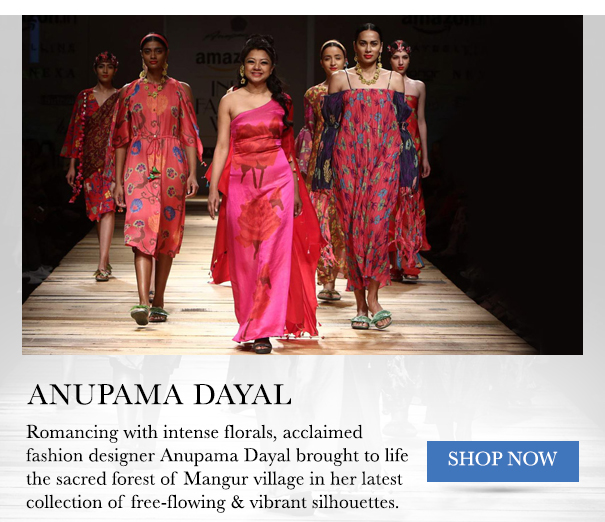 amazon
ANUPAMA DAYAL
Romancing with intense florals, acclaimed
fashion designer Anupama Dayal brought to life
the sacred forest of Mangur village in her latest
collection of free-flowing & vibrant silhouettes.
SHOP NOW